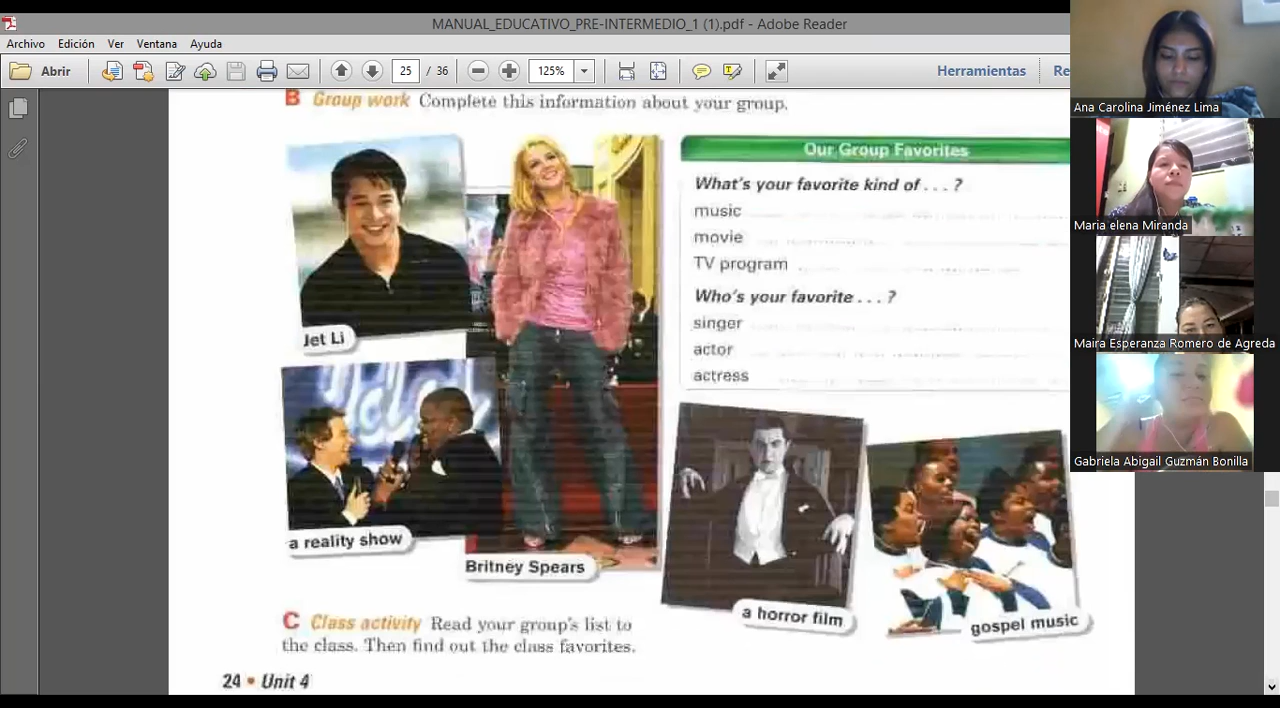 MANUAL_EDUCATIVO_PRE-INTERMEDIO_1 (1).pdf - Adobe Reader
Archivo Edición Ver Ventana Ayuda
Abrir 25 / 36 125% Herramientas Re
B Group work Complete this information about your group.
Jet Li
a reality show
Britney Spears
Idol
Our Group Favorites
What's your favorite kind of . . . ?
music
movie
TV program
Who's your favorite . . . ?
singer
actor
actress
a horror film
gospel music
C Class activity Read your group's list to
the class. Then find out the class favorites.
24 • Unit 4
Ana Carolina Jiménez Lima
Maria elena Miranda
Maira Esperanza Romero de Agreda
Gabriela Abigail Guzmán Bonilla